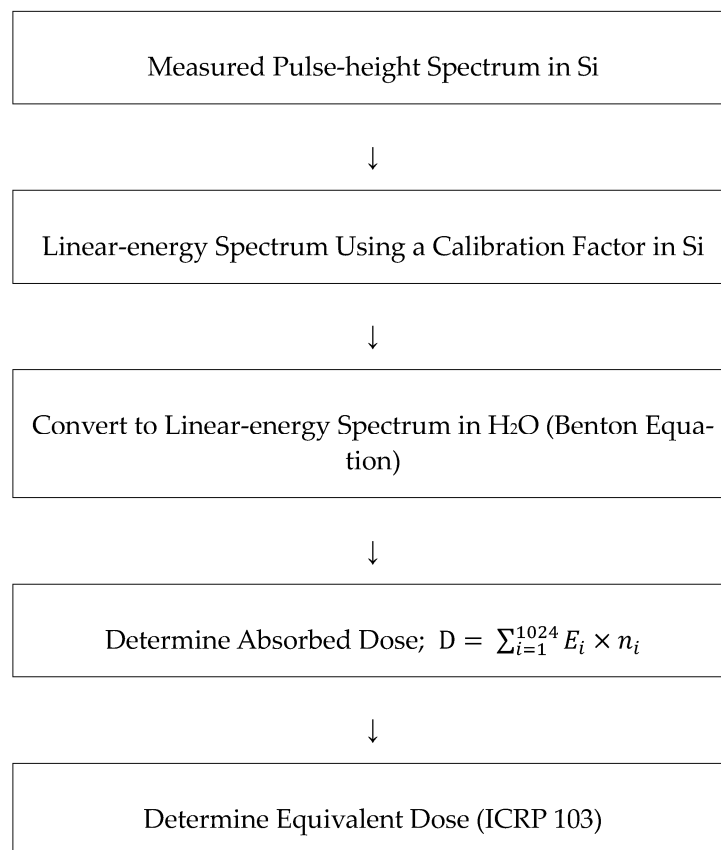 Measured Pulse-height Spectrum in Si
↓
Linear-energy Spectrum Using a Calibration Factor in Si
↓
Convert to Linear-energy Spectrum in H₂O (Benton Equa-
tion)
↓
Determine Absorbed Dose; D = ∑_{i=1}^{1024} E_i × n_i
↓
Determine Equivalent Dose (ICRP 103)